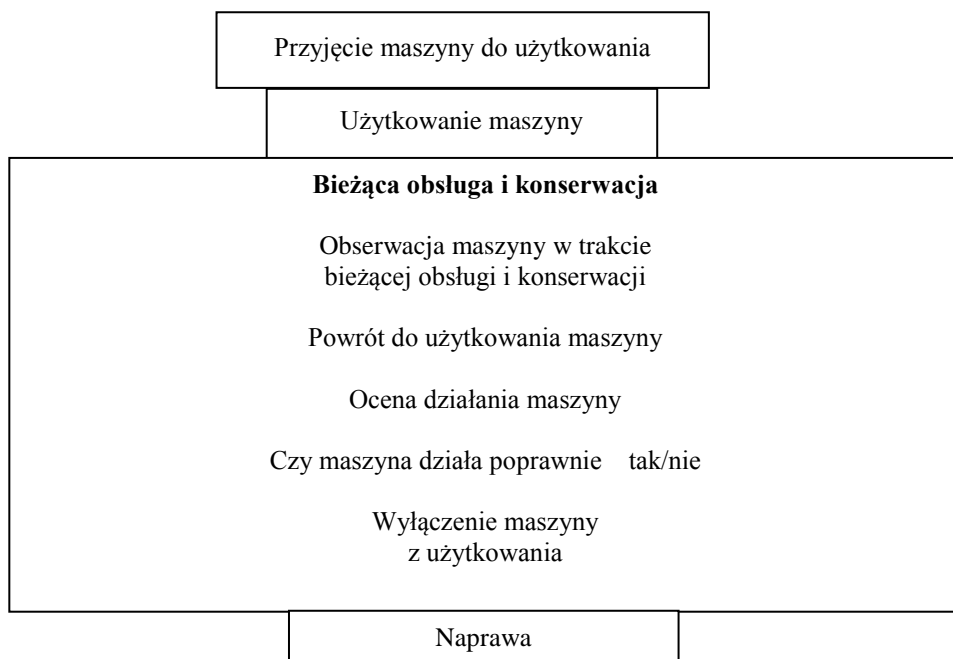 Przyjęcie maszyny do użytkowania
Użytkowanie maszyny
Bieżąca obsługa i konserwacja
Obserwacja maszyny w trakcie
bieżącej obsługi i konserwacji
Powrót do użytkowania maszyny
Ocena działania maszyny
Czy maszyna działa poprawnie tak/nie
Wyłączenie maszyny
z użytkowania
Naprawa